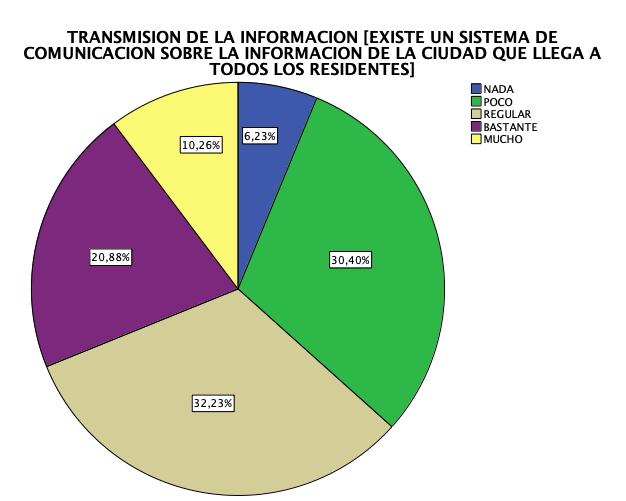 TRANSMISION DE LA INFORMACION [EXISTE UN SISTEMA DE
COMUNICACION SOBRE LA INFORMACION DE LA CIUDAD QUE LLEGA A
TODOS LOS RESIDENTES]
NADA
POCO
REGULAR
BASTANTE
MUCHO
10,26%
6,23%
20,88%
30,40%
32,23%